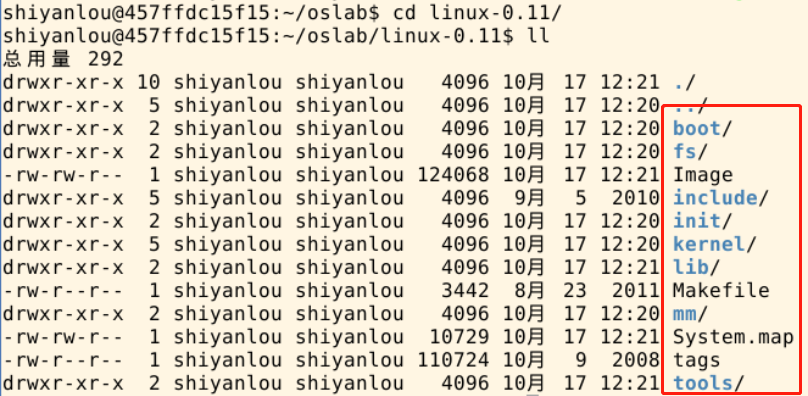 shiyanlou@457ffdc15f15:~/oslab$ cd linux-0.11/
shiyanlou@457ffdc15f15:~/oslab/linux-0.11$ ll
总用量 292
drwxr-xr-x 10 shiyanlou shiyanlou   4096 10月 17 12:21 ./
drwxr-xr-x  5 shiyanlou shiyanlou   4096 10月 17 12:20 ../
drwxr-xr-x  2 shiyanlou shiyanlou   4096 10月 17 12:20 boot/
drwxr-xr-x  2 shiyanlou shiyanlou   4096 10月 17 12:20 fs/
-rw-rw-r--  1 shiyanlou shiyanlou 124068 10月 17 12:21 Image
drwxr-xr-x  5 shiyanlou shiyanlou   4096  9月  5  2010 include/
drwxr-xr-x  2 shiyanlou shiyanlou   4096 10月 17 12:20 init/
drwxr-xr-x  5 shiyanlou shiyanlou   4096 10月 17 12:20 kernel/
drwxr-xr-x  2 shiyanlou shiyanlou   4096 10月 17 12:21 lib/
-rw-r--r--  1 shiyanlou shiyanlou   3442  8月 23  2011 Makefile
drwxr-xr-x  2 shiyanlou shiyanlou   4096 10月 17 12:20 mm/
-rw-rw-r--  1 shiyanlou shiyanlou  10729 10月 17 12:21 System.map
-rw-r--r--  1 shiyanlou shiyanlou 110724 10月  9  2008 tags
drwxr-xr-x  2 shiyanlou shiyanlou   4096 10月 17 12:21 tools/